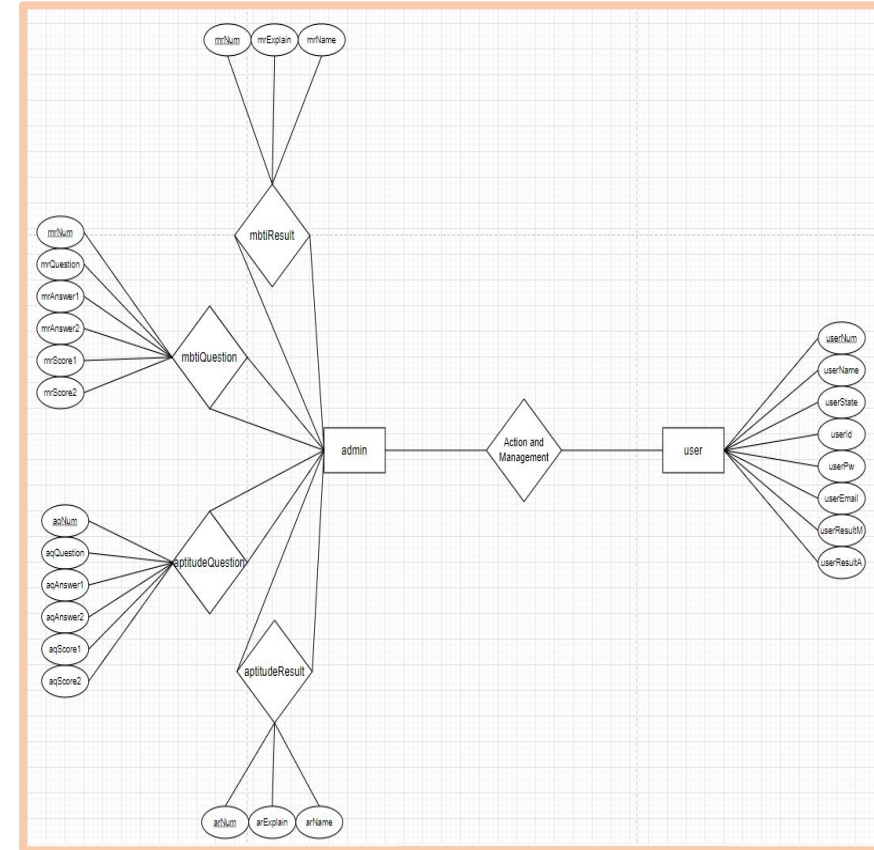 mrNum
mrExplain
mrName
mbtiResult
mrNum
mrQuestion
mrAnswer1
mrAnswer2
mrScore1
mrScore2
mbtiQuestion
admin
Action and
Management
user
userNum
userName
userState
userId
userPw
userEmail
userResultM
userResultA
aqNum
aqQuestion
aqAnswer1
aqAnswer2
aqScore1
aqScore2
aptitudeQuestion
aptitudeResult
arNum
arExplain
arName